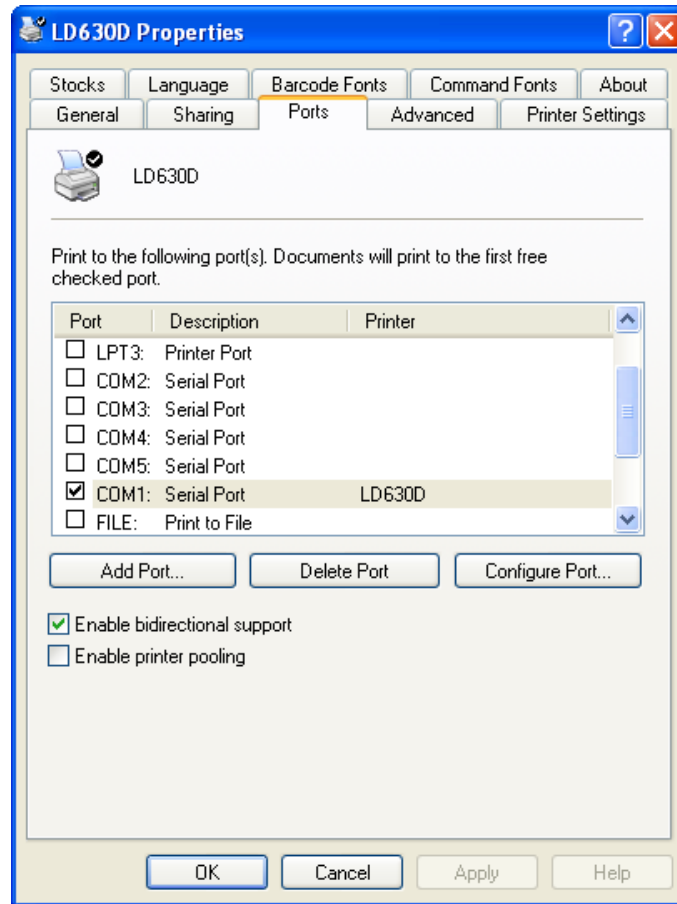 LD630D Properties
Stocks Language Barcode Fonts Command Fonts About
General Sharing Ports Advanced Printer Settings
LD630D
Print to the following port(s). Documents will print to the first free
checked port.
Port Description Printer
LPT3: Printer Port
COM2: Serial Port
COM3: Serial Port
COM4: Serial Port
COM5: Serial Port
COM1: Serial Port LD630D
FILE: Print to File
Add Port... Delete Port Configure Port...
Enable bidirectional support
Enable printer pooling
OK Cancel Apply Help